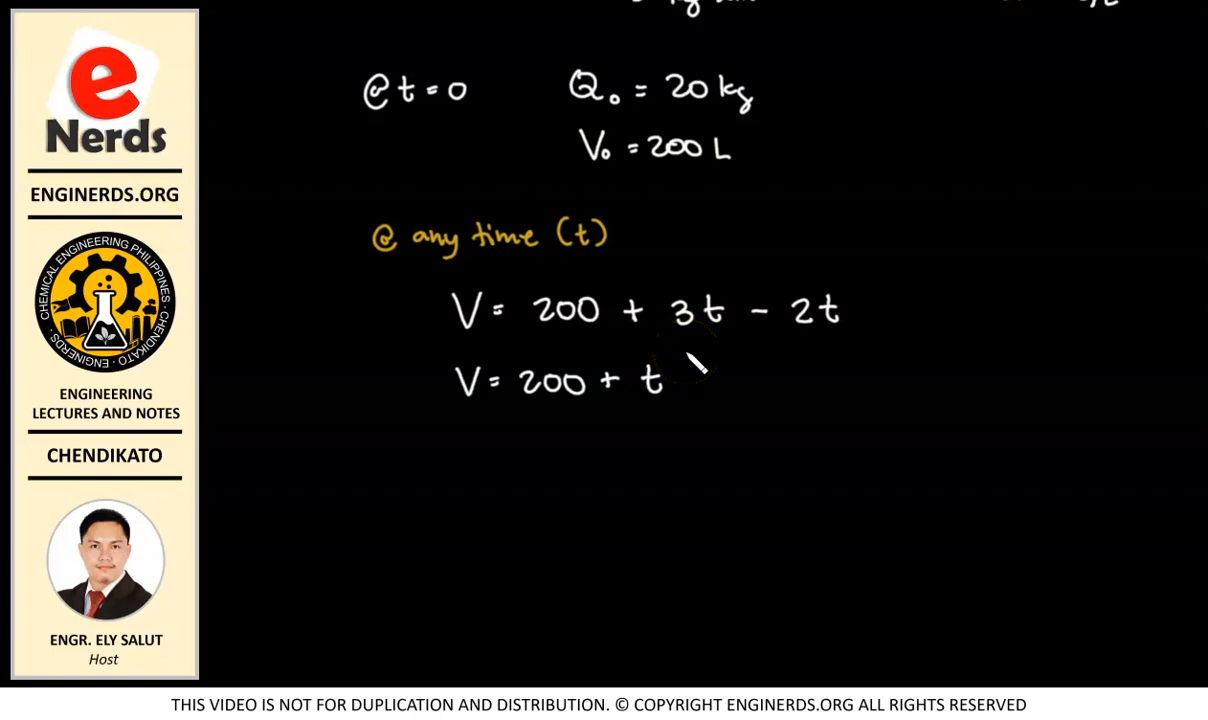 e
Nerds
ENGINERDS.ORG
CHEMICAL ENGINEERING PHILIPPINES
· CHENDIKATO · ENGINERDS ·
ENGINEERING
LECTURES AND NOTES
CHENDIKATO
ENGR. ELY SALUT
Host
@ t = 0 Q₀ = 20 kg
V₀ = 200 L
@ any time (t)
V = 200 + 3t - 2t
V = 200 + t
THIS VIDEO IS NOT FOR DUPLICATION AND DISTRIBUTION. © COPYRIGHT ENGINERDS.ORG ALL RIGHTS RESERVED